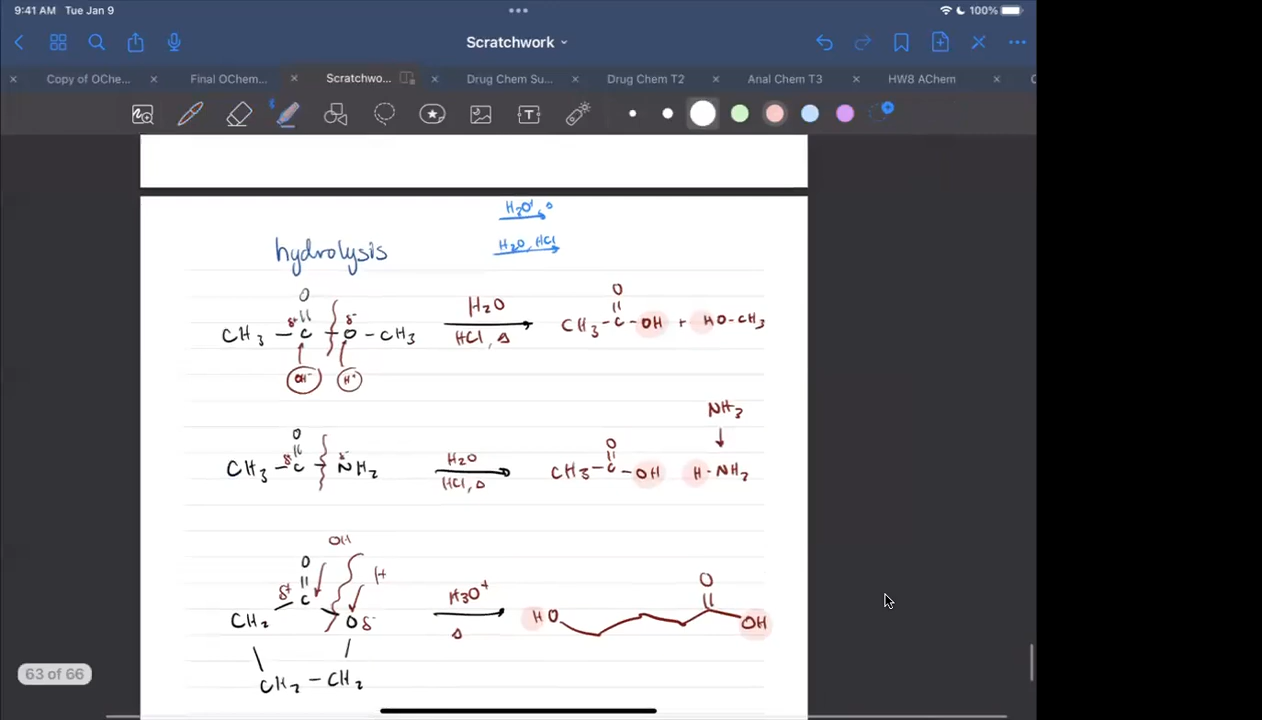 9:41 AM Tue Jan 9
100%
Scratchwork
Copy of OChe...
Final OChem...
Scratchwo...
Drug Chem Su...
Drug Chem T2
Anal Chem T3
HW8 AChem
H₂O⁺, Δ
H₂O, HCl
hydrolysis
O
δ⁺ δ⁻
CH₃ – C – O – CH₃
OH⁻ H⁺
H₂O
HCl, Δ
O
CH₃ – C – OH + HO – CH₃
O
δ⁺ δ⁻
CH₃ – C – NH₂
H₂O
HCl, Δ
NH₃
O
CH₃ – C – OH H – NH₂
OH
O
H
δ⁺ C
CH₂ O δ⁻
CH₂ – CH₂
H₃O⁺
Δ
O
HO OH
63 of 66